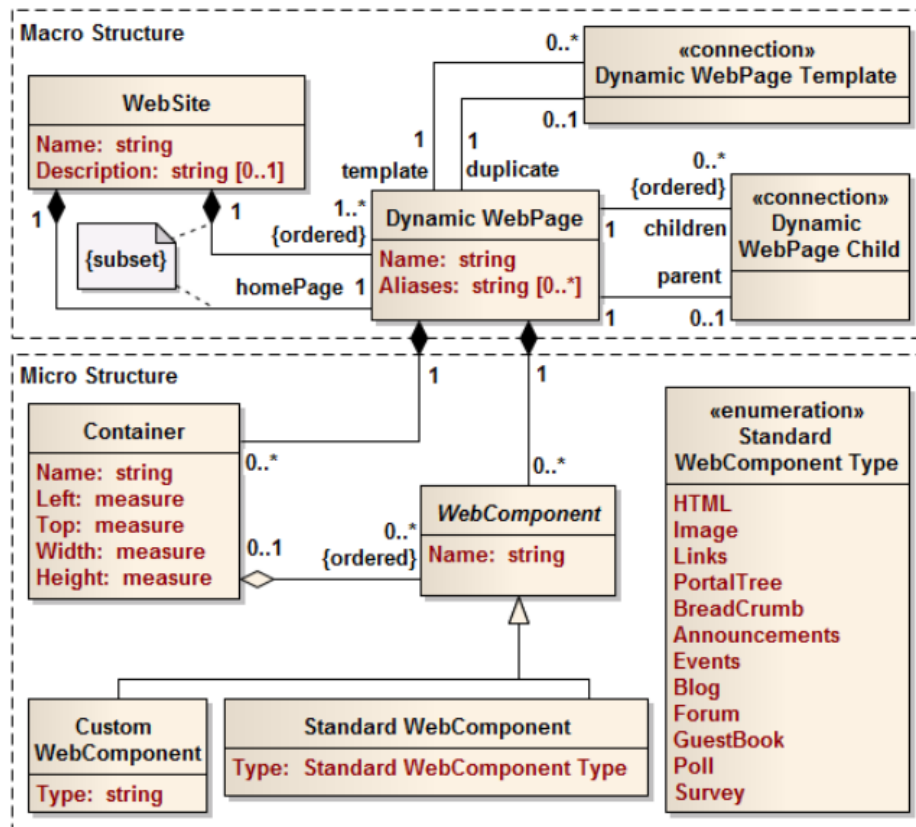 Macro Structure
WebSite
Name: string
Description: string [0..1]
1
1
{subset}
1..*
{ordered}
homePage 1
0..*
1
template
1
duplicate
0..1
«connection»
Dynamic WebPage Template
Dynamic WebPage
Name: string
Aliases: string [0..*]
0..*
{ordered}
1
children
parent
1
0..1
«connection»
Dynamic
WebPage Child
Micro Structure
1
1
Container
Name: string
Left: measure
Top: measure
Width: measure
Height: measure
0..*
0..*
0..1
0..*
{ordered}
WebComponent
Name: string
Custom
WebComponent
Type: string
Standard WebComponent
Type: Standard WebComponent Type
«enumeration»
Standard
WebComponent Type
HTML
Image
Links
PortalTree
BreadCrumb
Announcements
Events
Blog
Forum
GuestBook
Poll
Survey